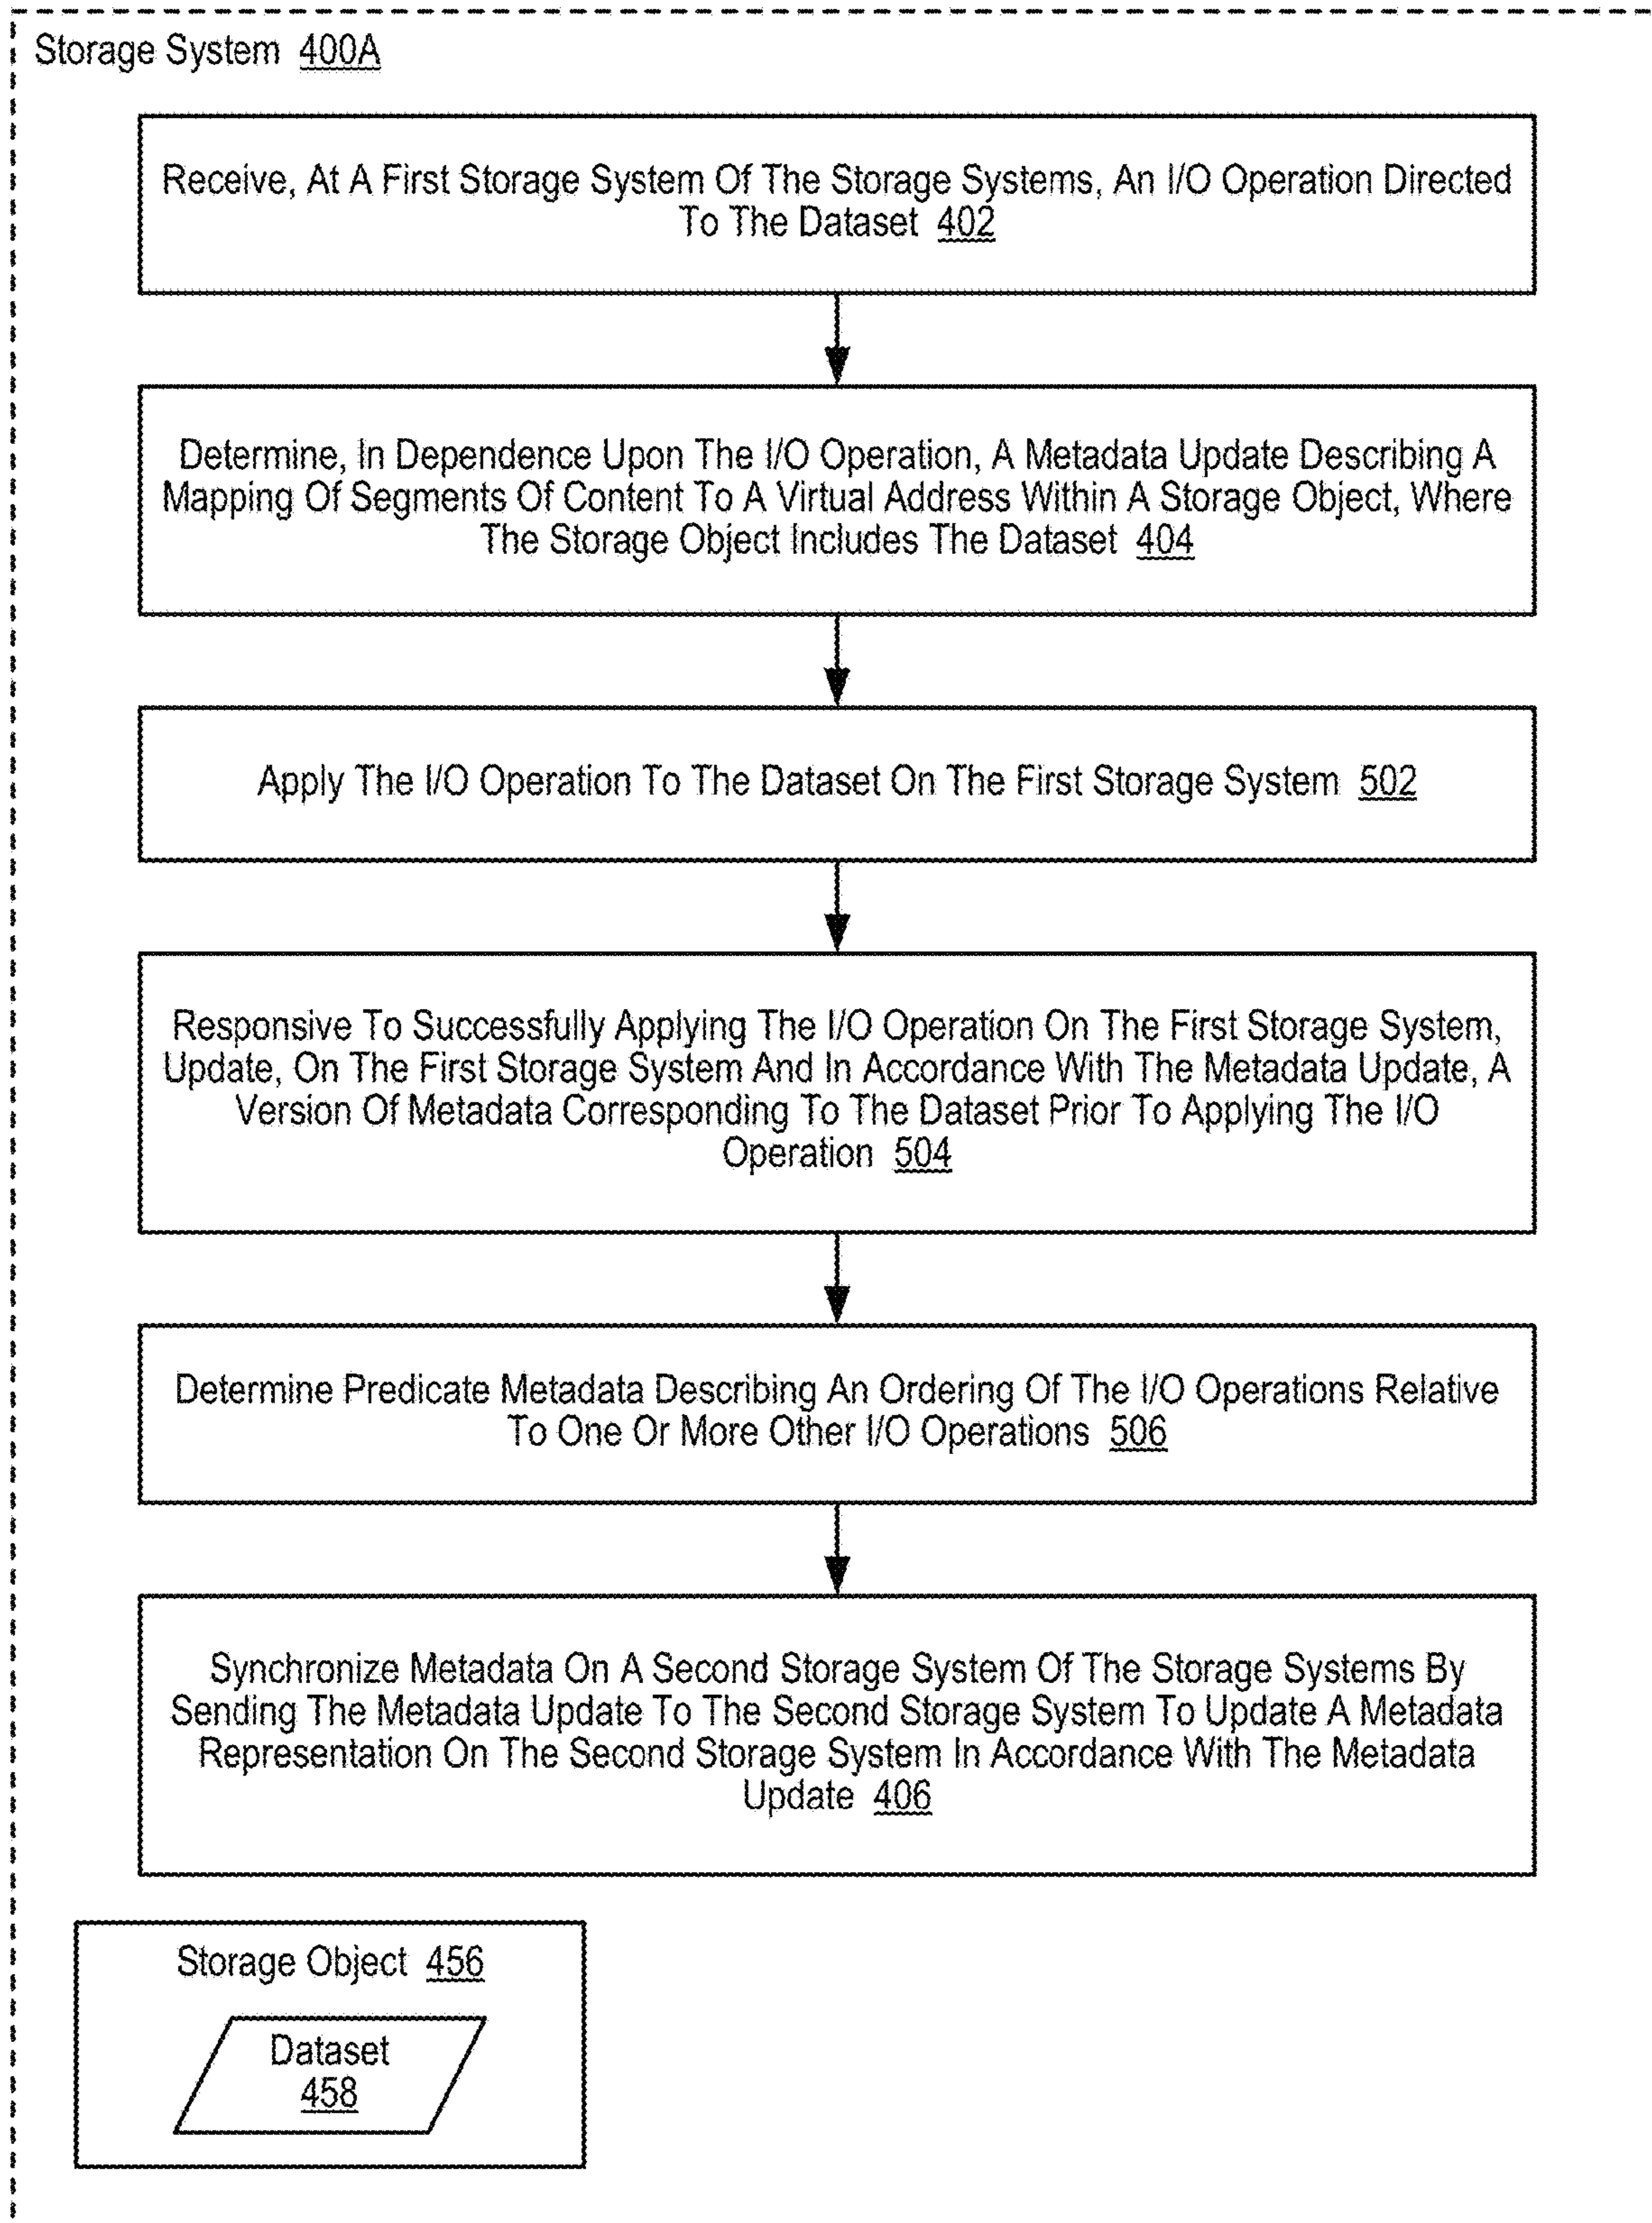 Storage System 400A
Receive, At A First Storage System Of The Storage Systems, An I/O Operation Directed
To The Dataset 402
Determine, In Dependence Upon The I/O Operation, A Metadata Update Describing A
Mapping Of Segments Of Content To A Virtual Address Within A Storage Object, Where
The Storage Object Includes The Dataset 404
Apply The I/O Operation To The Dataset On The First Storage System 502
Responsive To Successfully Applying The I/O Operation On The First Storage System,
Update, On The First Storage System And In Accordance With The Metadata Update, A
Version Of Metadata Corresponding To The Dataset Prior To Applying The I/O
Operation 504
Determine Predicate Metadata Describing An Ordering Of The I/O Operations Relative
To One Or More Other I/O Operations 506
Synchronize Metadata On A Second Storage System Of The Storage Systems By
Sending The Metadata Update To The Second Storage System To Update A Metadata
Representation On The Second Storage System In Accordance With The Metadata
Update 406
Storage Object 456
Dataset
458